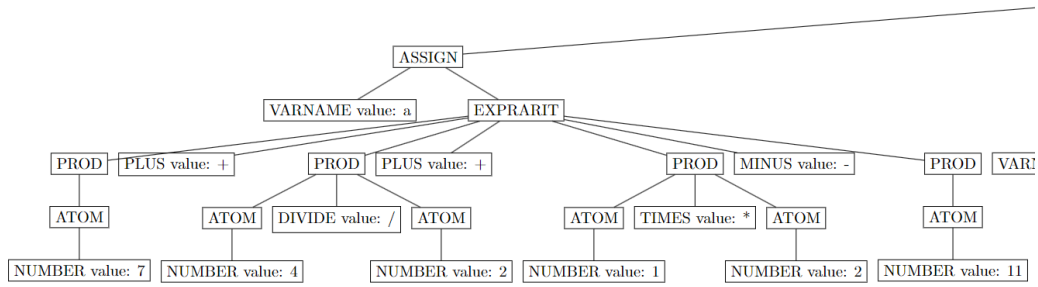 ASSIGN
VARNAME value: a
EXPRARIT
PROD
PLUS value: +
PROD
PLUS value: +
PROD
MINUS value: -
PROD
VARN
ATOM
ATOM
DIVIDE value: /
ATOM
ATOM
TIMES value: *
ATOM
ATOM
NUMBER value: 7
NUMBER value: 4
NUMBER value: 2
NUMBER value: 1
NUMBER value: 2
NUMBER value: 11